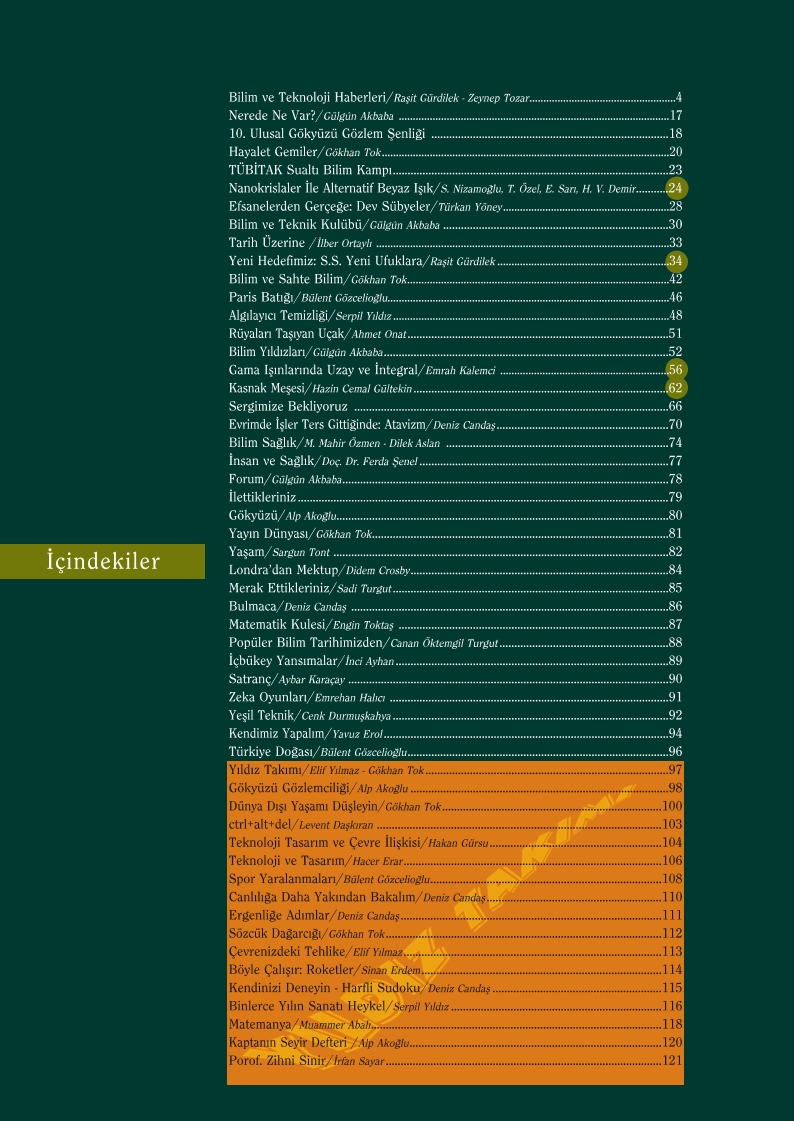 Bilim ve Teknoloji Haberleri/Raşit Gürdilek - Zeynep Tozar....................4
Nerede Ne Var?/Gülgûn Akbaba ....................17
10. Ulusal Gökyüzü Gözlem Şenliği ....................18
Hayalet Gemiler/Gökhan Tok....................20
TÜBİTAK Sualtı Bilim Kampı....................23
Nanokrislaler İle Alternatif Beyaz Işık/S. Nizamoğlu, T. Özel, E. Sarı, H. V. Demir...........24
Efsanelerden Gerçeğe: Dev Sübyeler/Türkan Yöney....................28
Bilim ve Teknik Kulübü/Gülgûn Akbaba ....................30
Tarih Üzerine /İlber Ortaylı ....................33
Yeni Hedefimiz: S.S. Yeni Ufuklara/Raşit Gürdilek ....................34
Bilim ve Sahte Bilim/Gökhan Tok....................42
Paris Batığı/Bülent Gözcelioğlu....................46
Algılayıcı Temizliği/Serpil Yıldız ....................48
Rüyaları Taşıyan Uçak/Ahmet Onat....................51
Bilim Yıldızları/Gülgûn Akbaba....................52
Gama Işınlarında Uzay ve İntegral/Emrah Kalemci ....................56
Kasnak Meşesi/Hazin Cemal Gültekin ....................62
Sergimize Bekliyoruz ....................66
Evrimde İşler Ters Gittiğinde: Atavizm/Deniz Candaş....................70
Bilim Sağlık/M. Mahir Özmen - Dilek Aslan ....................74
İnsan ve Sağlık/Doç. Dr. Ferda Şenel ....................77
Forum/Gülgûn Akbaba....................78
İlettikleriniz ....................79
Gökyüzü/Alp Akoğlu....................80
Yayın Dünyası/Gökhan Tok....................81
Yaşam/Sargun Tont ....................82
İçindekiler
Londra'dan Mektup/Didem Crosby....................84
Merak Ettikleriniz/Sadi Turgut....................85
Bulmaca/Deniz Candaş ....................86
Matematik Kulesi/Engin Toktaş ....................87
Popüler Bilim Tarihimizden/Canan Öktemgil Turgut ....................88
İçbükey Yansımalar/İnci Ayhan ....................89
Satranç/Aybar Karaçay ....................90
Zeka Oyunları/Emrehan Halıcı ....................91
Yeşil Teknik/Cenk Durmuşkahya ....................92
Kendimiz Yapalım/Yavuz Erol ....................94
Türkiye Doğası/Bülent Gözcelioğlu....................96
Yıldız Takımı/Elif Yılmaz - Gökhan Tok ....................97
Gökyüzü Gözlemciliği/Alp Akoğlu ....................98
Dünya Dışı Yaşamı Düşleyin/Gökhan Tok ....................100
ctrl+alt+del/Levent Daşkıran ....................103
Teknoloji Tasarım ve Çevre İlişkisi/Hakan Gürsu ....................104
Teknoloji ve Tasarım/Hacer Erar....................106
Spor Yaralanmaları/Bülent Gözcelioğlu....................108
Canlılığa Daha Yakından Bakalım/Deniz Candaş....................110
Ergenliğe Adımlar/Deniz Candaş....................111
Sözcük Dağarcığı/Gökhan Tok ....................112
Çevrenizdeki Tehlike/Elif Yılmaz....................113
Böyle Çalışır: Roketler/Sinan Erdem....................114
Kendinizi Deneyin - Harfli Sudoku/Deniz Candaş ....................115
Binlerce Yılın Sanatı Heykel/Serpil Yıldız ....................116
Matemanya/Muammer Abalı....................118
Kaptanın Seyir Defteri /Alp Akoğlu....................120
Porof. Zihni Sinir/İrfan Sayar ....................121
YILDIZ TAKIMI